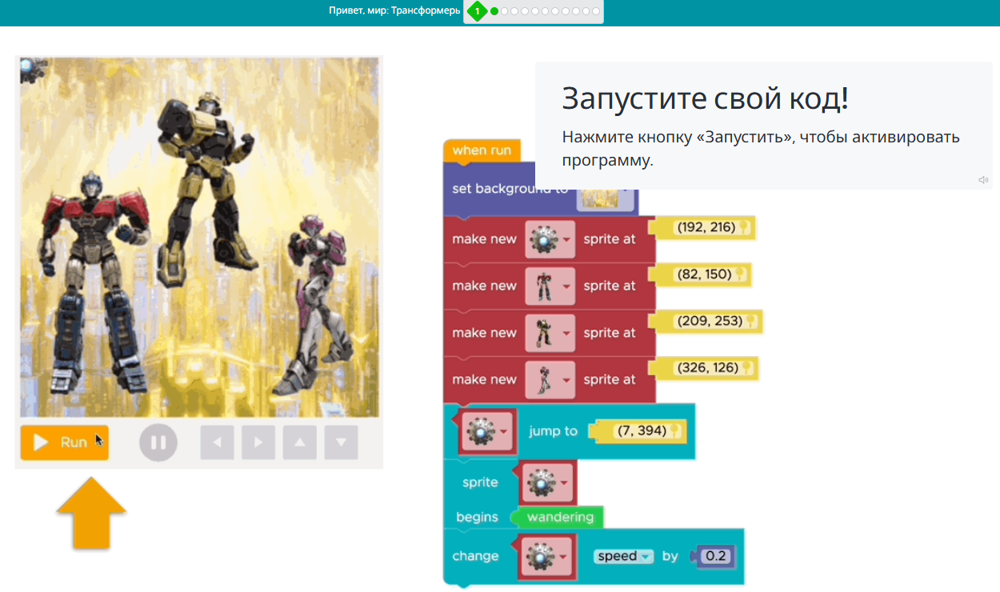 Привет, мир: Трансформерь
1
Запустите свой код!
Нажмите кнопку «Запустить», чтобы активировать
программу.
when run
set background to
make new sprite at (192, 216)
make new sprite at (82, 150)
make new sprite at (209, 253)
make new sprite at (326, 126)
jump to (7, 394)
sprite
begins wandering
change speed by 0.2
Run